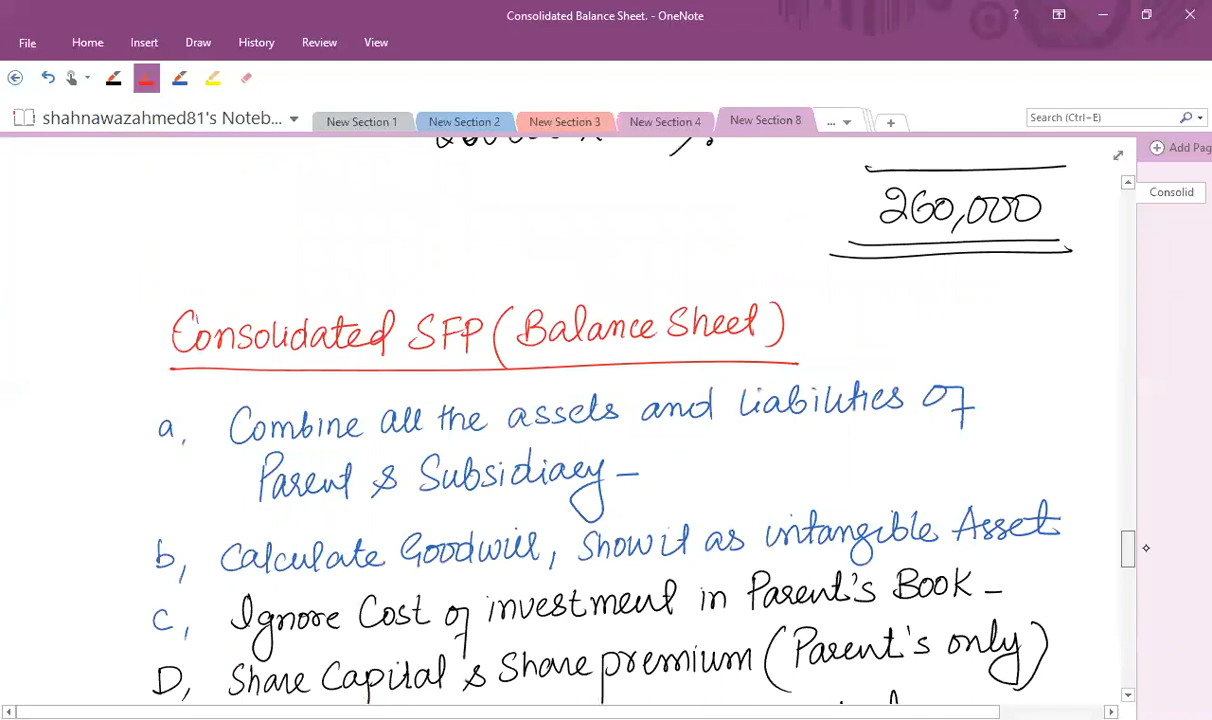 Consolidated Balance Sheet. - OneNote
?
File Home Insert Draw History Review View
shahnawazahmed81's Noteb... New Section 1 New Section 2 New Section 3 New Section 4 New Section 8 ... Search (Ctrl+E)
Add Pag
Consolid
260,000
Consolidated SFP (Balance Sheet)
a, Combine all the assets and liabilities of
Parent & Subsidiary -
b, Calculate Goodwill, Show it as intangible Asset
C, Ignore Cost of investment in Parent's Book -
D, Share Capital & Share premium (Parent's only)